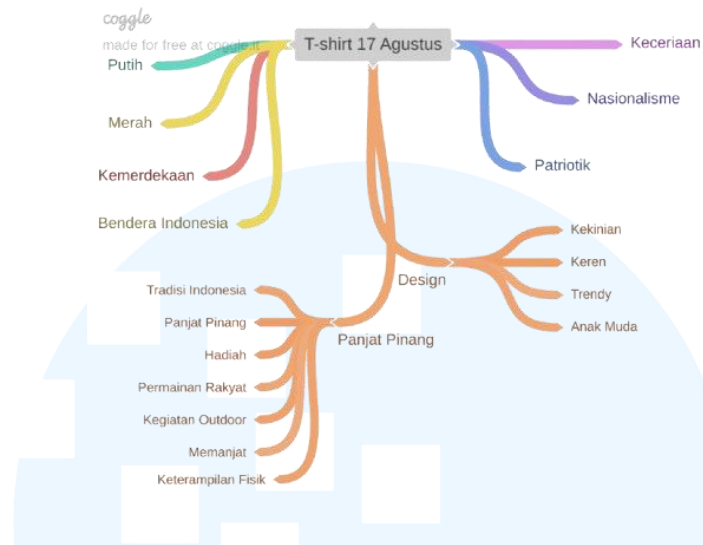 coggle
made for free at coggle.it
T-shirt 17 Agustus
Putih
Merah
Kemerdekaan
Bendera Indonesia
Keceriaan
Nasionalisme
Patriotik
Design
Kekinian
Keren
Trendy
Anak Muda
Panjat Pinang
Tradisi Indonesia
Panjat Pinang
Hadiah
Permainan Rakyat
Kegiatan Outdoor
Memanjat
Keterampilan Fisik